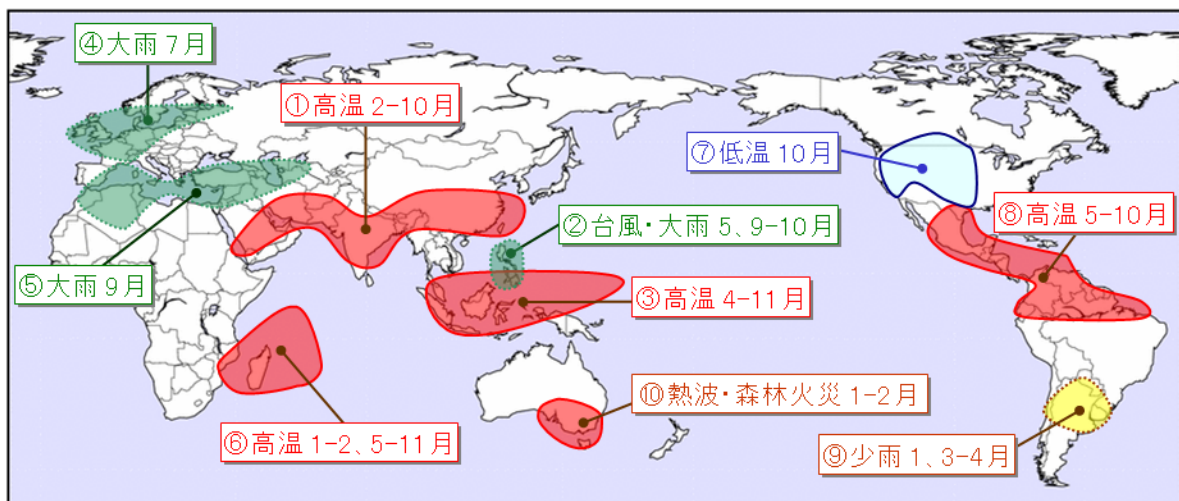 ④大雨 7月
①高温 2-10月
⑦低温 10月
⑧高温 5-10月
②台風・大雨 5、9-10月
⑤大雨 9月
③高温 4-11月
⑩熱波・森林火災 1-2月
⑥高温 1-2、5-11月
⑨少雨 1、3-4月